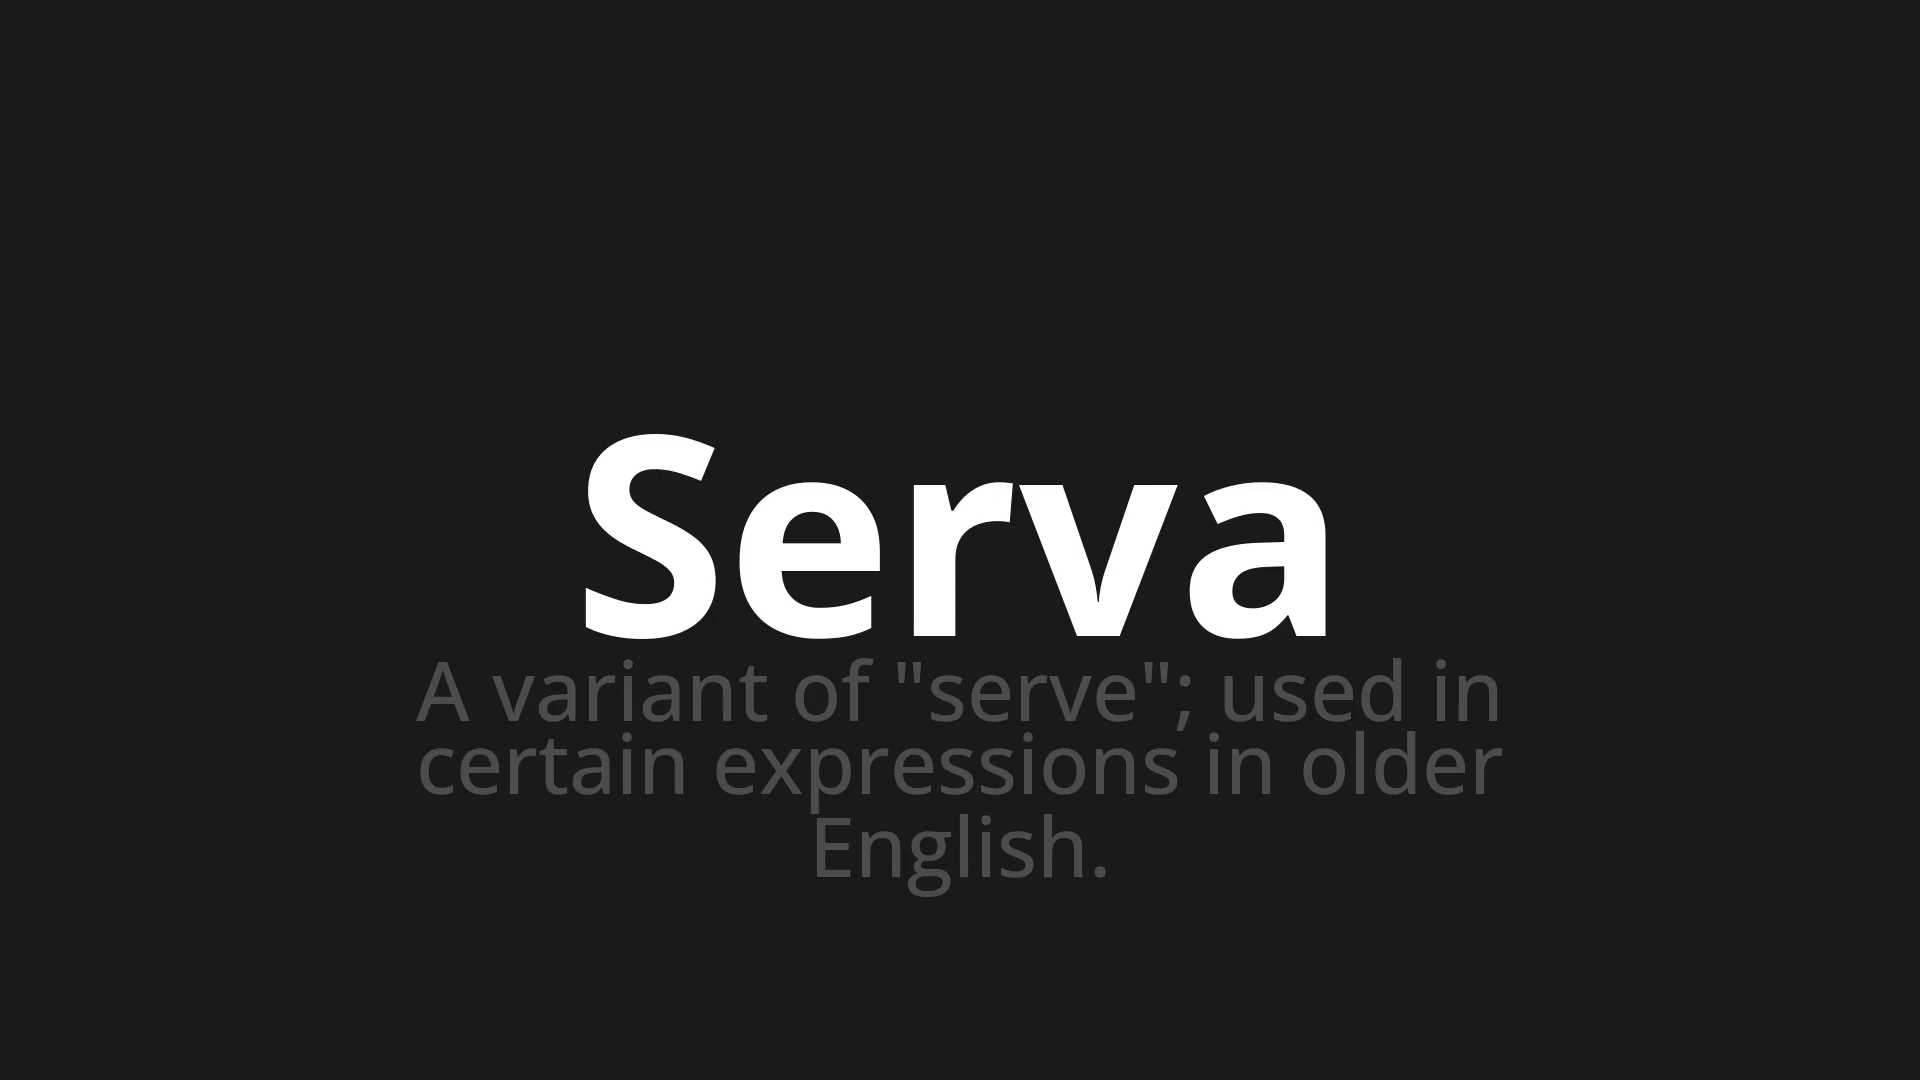 Serva
A variant of "serve"; used in
certain expressions in older
English.